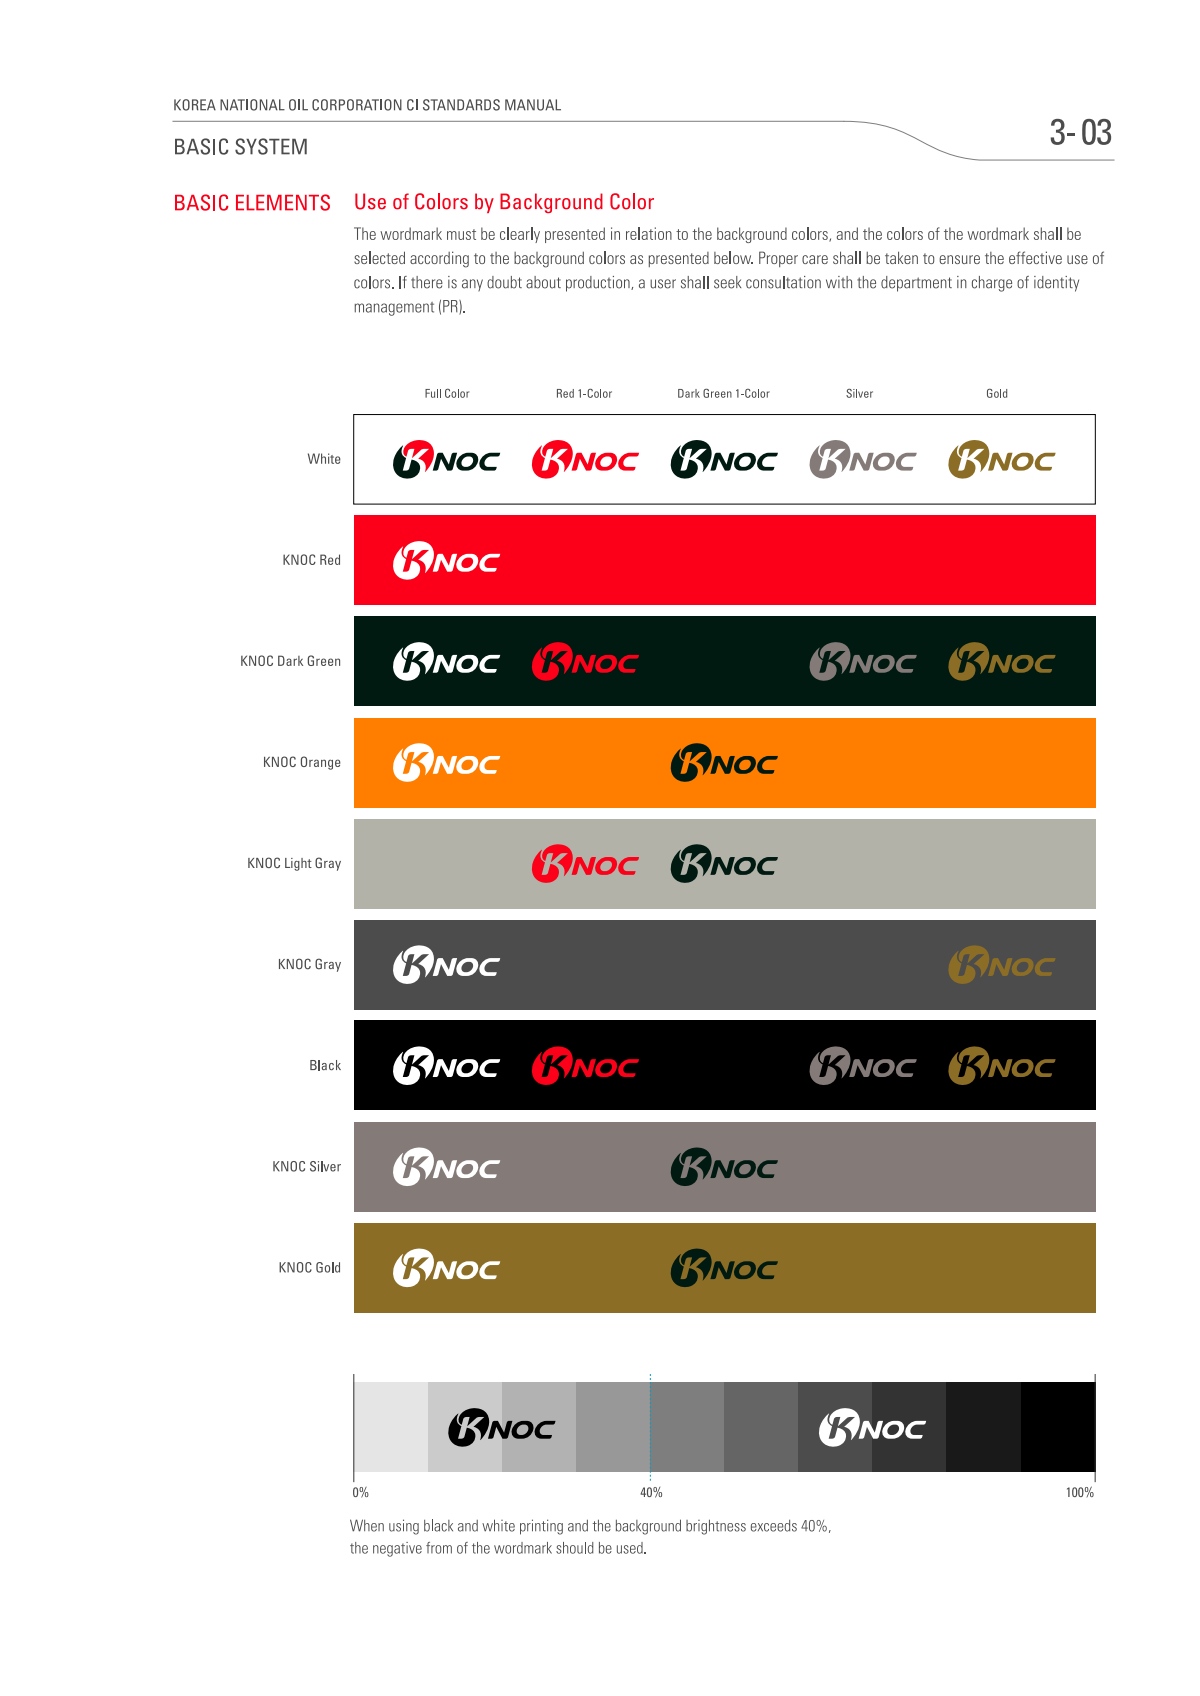 KOREA NATIONAL OIL CORPORATION CI STANDARDS MANUAL
3-03
BASIC SYSTEM
BASIC ELEMENTS
Use of Colors by Background Color
The wordmark must be clearly presented in relation to the background colors, and the colors of the wordmark shall be
selected according to the background colors as presented below. Proper care shall be taken to ensure the effective use of
colors. If there is any doubt about production, a user shall seek consultation with the department in charge of identity
management (PR).
Full Color Red 1-Color Dark Green 1-Color Silver Gold
White KNOC KNOC KNOC KNOC KNOC
KNOC Red KNOC
KNOC Dark Green KNOC KNOC KNOC KNOC
KNOC Orange KNOC KNOC
KNOC Light Gray KNOC KNOC
KNOC Gray KNOC KNOC
Black KNOC KNOC KNOC KNOC
KNOC Silver KNOC KNOC
KNOC Gold KNOC KNOC
KNOC KNOC
0% 40% 100%
When using black and white printing and the background brightness exceeds 40%,
the negative from of the wordmark should be used.